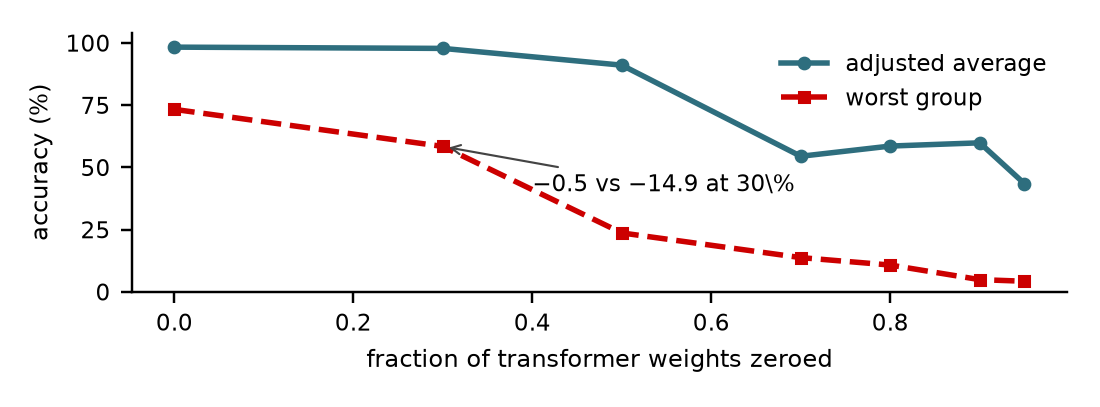 100
75
50
25
0
accuracy (%)
adjusted average
worst group
−0.5 vs −14.9 at 30\%
0.0 0.2 0.4 0.6 0.8
fraction of transformer weights zeroed